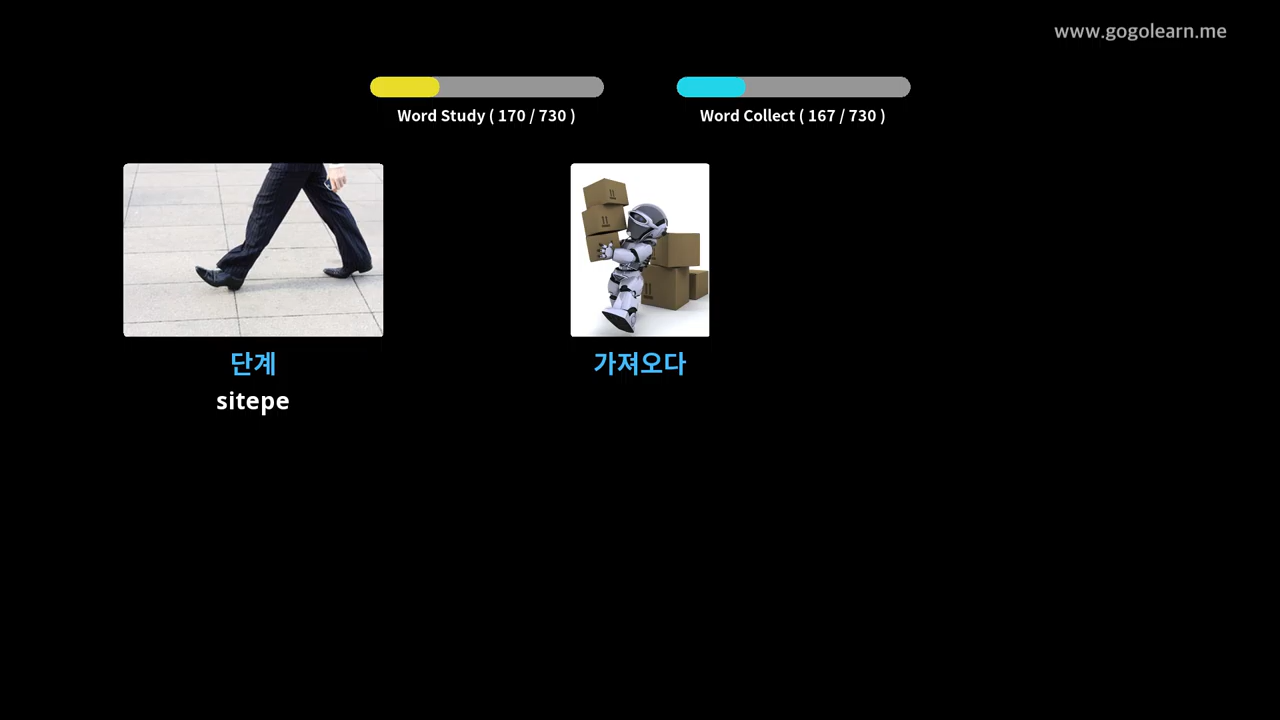 www.gogolearn.me
Word Study ( 170 / 730 )
Word Collect ( 167 / 730 )
단계
가져오다
sitepe